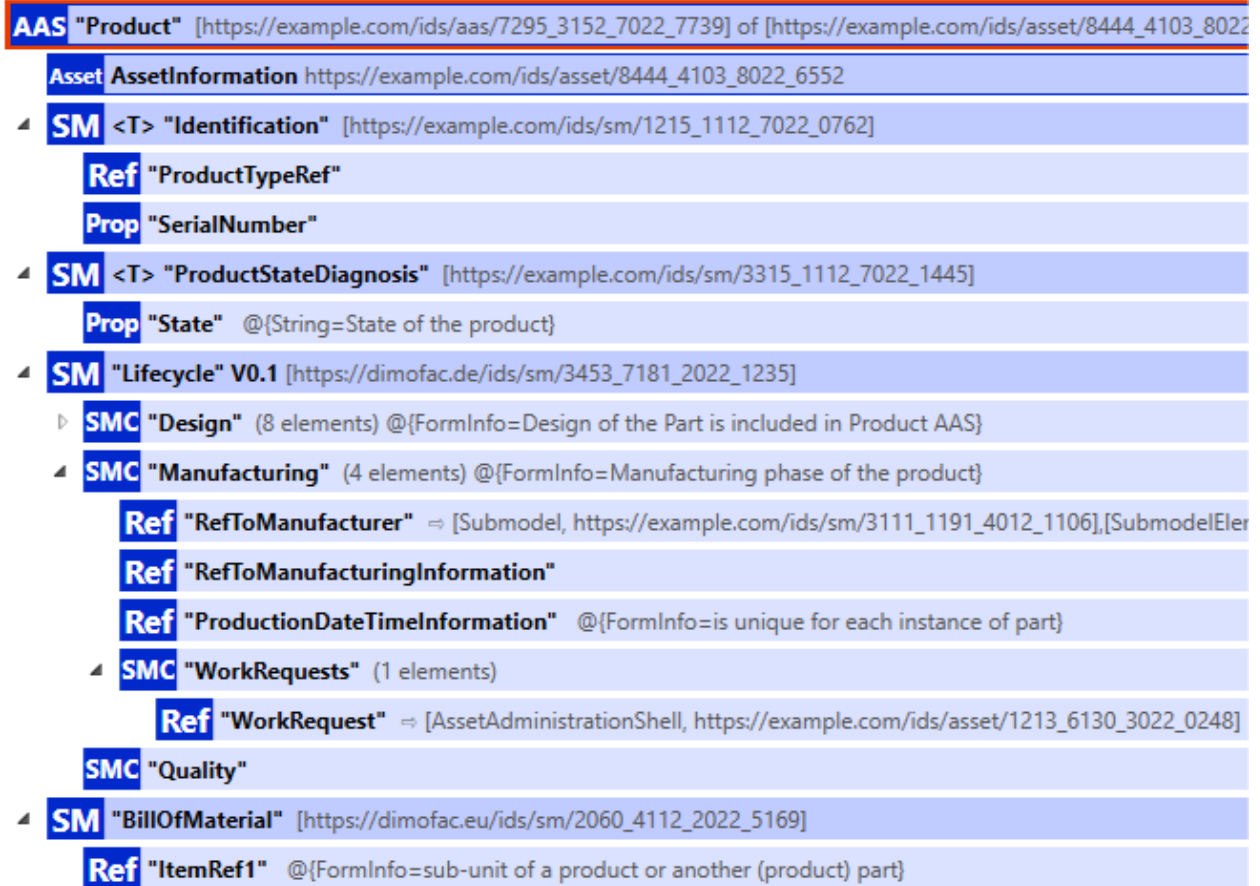 AAS "Product" [https://example.com/ids/aas/7295_3152_7022_7739] of [https://example.com/ids/asset/8444_4103_8022
Asset AssetInformation https://example.com/ids/asset/8444_4103_8022_6552
SM <T> "Identification" [https://example.com/ids/sm/1215_1112_7022_0762]
Ref "ProductTypeRef"
Prop "SerialNumber"
SM <T> "ProductStateDiagnosis" [https://example.com/ids/sm/3315_1112_7022_1445]
Prop "State" @{String=State of the product}
SM "Lifecycle" V0.1 [https://dimofac.de/ids/sm/3453_7181_2022_1235]
SMC "Design" (8 elements) @{FormInfo=Design of the Part is included in Product AAS}
SMC "Manufacturing" (4 elements) @{FormInfo=Manufacturing phase of the product}
Ref "RefToManufacturer" ⇨ [Submodel, https://example.com/ids/sm/3111_1191_4012_1106],[SubmodelEler
Ref "RefToManufacturingInformation"
Ref "ProductionDateTimeInformation" @{FormInfo=is unique for each instance of part}
SMC "WorkRequests" (1 elements)
Ref "WorkRequest" ⇨ [AssetAdministrationShell, https://example.com/ids/asset/1213_6130_3022_0248]
SMC "Quality"
SM "BillOfMaterial" [https://dimofac.eu/ids/sm/2060_4112_2022_5169]
Ref "ItemRef1" @{FormInfo=sub-unit of a product or another (product) part}